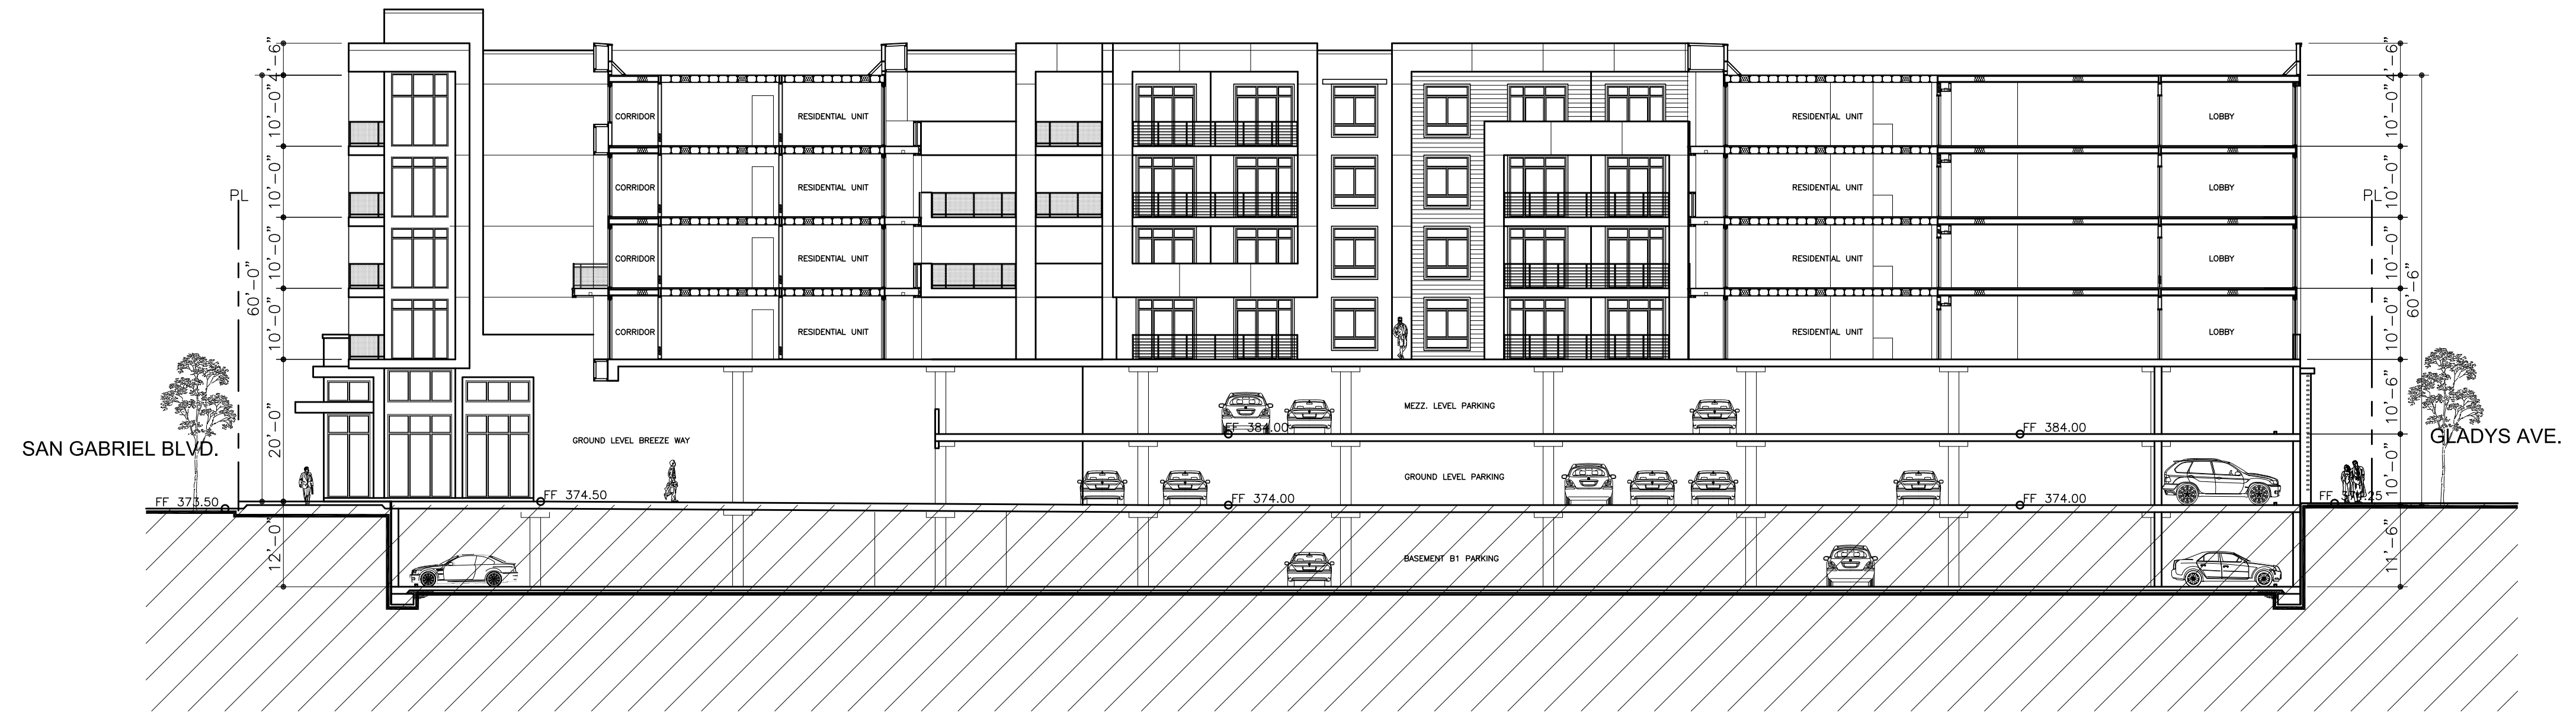 4'-6"
4'-6"
10'-0"
10'-0"
CORRIDOR
RESIDENTIAL UNIT
RESIDENTIAL UNIT
LOBBY
10'-0"
10'-0"
CORRIDOR
RESIDENTIAL UNIT
RESIDENTIAL UNIT
LOBBY
PL
PL
10'-0"
10'-0"
CORRIDOR
RESIDENTIAL UNIT
RESIDENTIAL UNIT
LOBBY
60'-0"
60'-6"
10'-0"
10'-0"
CORRIDOR
RESIDENTIAL UNIT
RESIDENTIAL UNIT
LOBBY
20'-0"
10'-6"
MEZZ. LEVEL PARKING
FF 384.00
FF 384.00
GROUND LEVEL BREEZE WAY
SAN GABRIEL BLVD.
GLADYS AVE.
GROUND LEVEL PARKING
10'-0"
FF 373.50
FF 374.50
FF 374.00
FF 374.00
FF
12'-0"
BASEMENT B1 PARKING
11'-6"